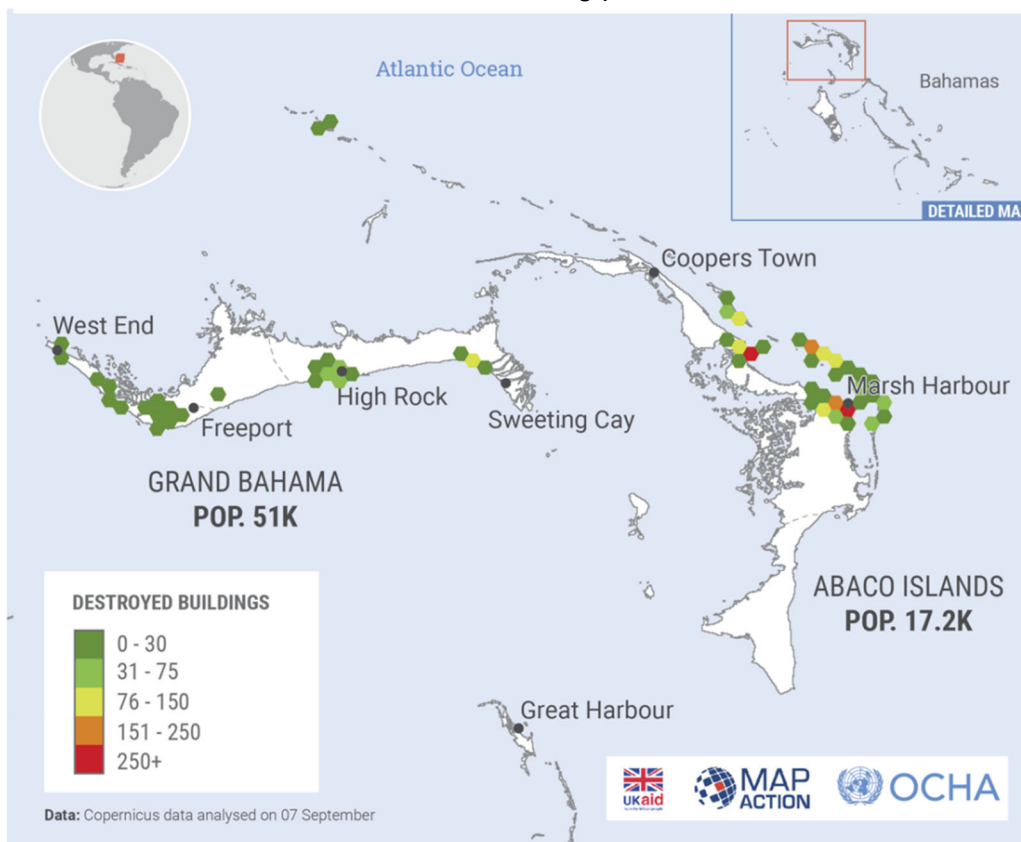 Atlantic Ocean
Bahamas
DETAILED MA
Coopers Town
West End
Marsh Harbour
High Rock
Freeport
Sweeting Cay
GRAND BAHAMA
POP. 51K
ABACO ISLANDS
POP. 17.2K
DESTROYED BUILDINGS
0 - 30
31 - 75
76 - 150
151 - 250
250+
Great Harbour
UKaid
MAP
ACTION
OCHA
Data: Copernicus data analysed on 07 September